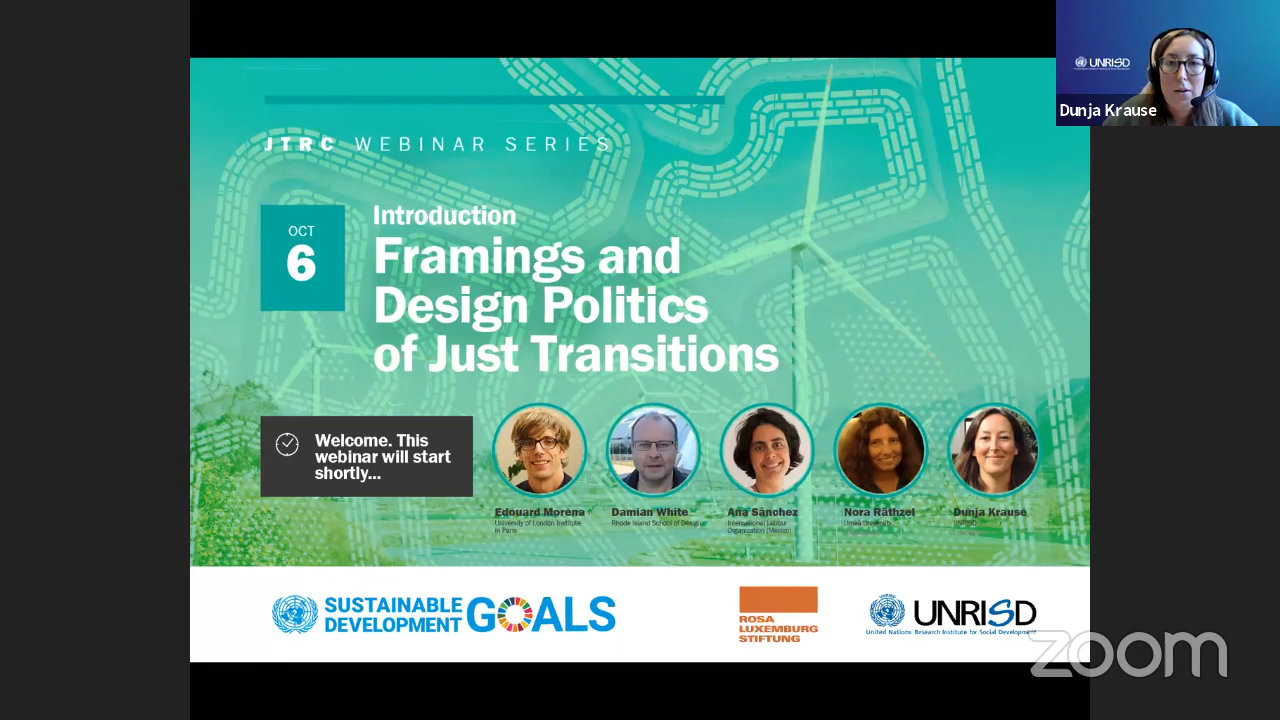 UNRISD
Dunja Krause
JTRC WEBINAR SERIES
OCT
6
Introduction
Framings and
Design Politics
of Just Transitions
Welcome. This
webinar will start
shortly...
Edouard Morena
University of London Institute
in Paris
Damian White
Rhode Island School of Design
Ana Sánchez
International Labour
Organization (Mexico)
Nora Räthzel
Umeå University
Dunja Krause
UNRISD
SUSTAINABLE
DEVELOPMENT
GOALS
ROSA
LUXEMBURG
STIFTUNG
UNRISD
United Nations Research Institute for Social Development
zoom